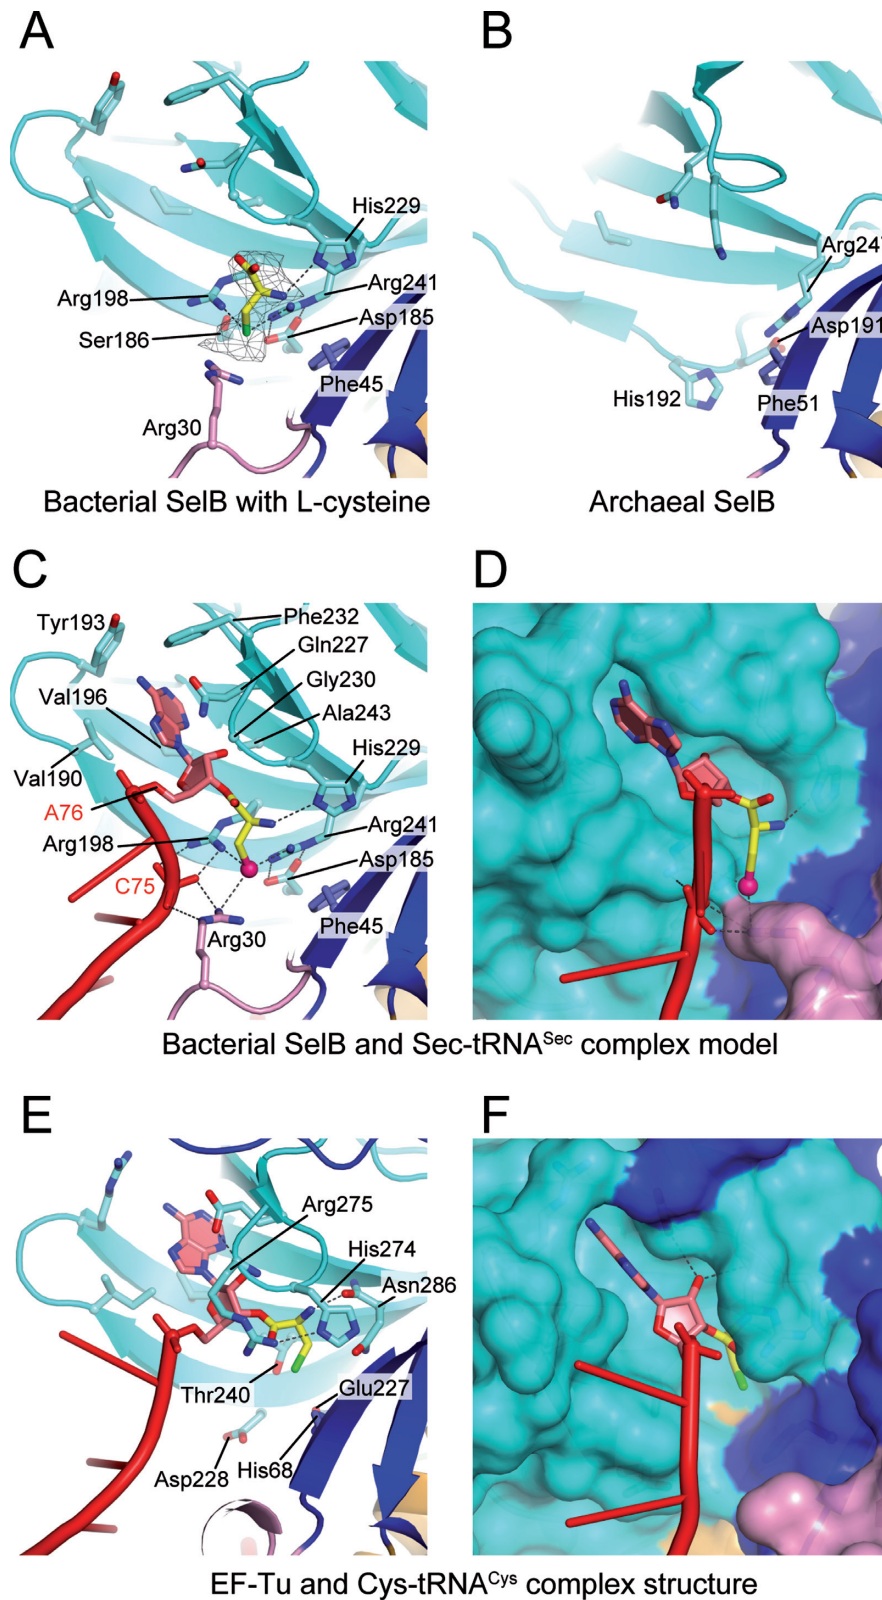 A
B
His229
Arg198
Arg241
Ser186
Asp185
Phe45
Arg30
Arg247
Asp191
His192
Phe51
Bacterial SelB with L-cysteine
Archaeal SelB
C
D
Tyr193
Phe232
Gln227
Val196
Gly230
Ala243
Val190
His229
A76
Arg198
Arg241
Asp185
C75
Phe45
Arg30
Bacterial SelB and Sec-tRNASec complex model
E
F
Arg275
His274
Asn286
Thr240
Glu227
Asp228
His68
EF-Tu and Cys-tRNACys complex structure